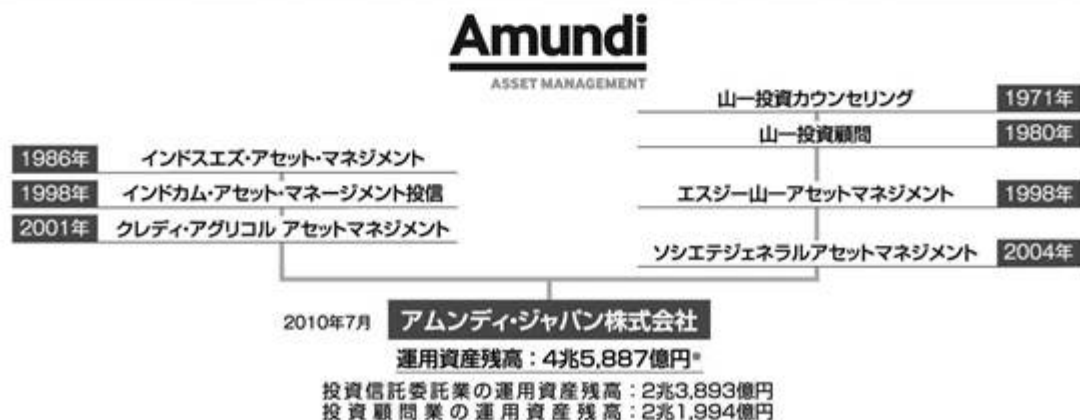 Amundi
ASSET MANAGEMENT
山一投資カウンセリング 1971年
山一投資顧問 1980年
1986年 インドスエズ・アセット・マネジメント
1998年 インドカム・アセット・マネージメント投信
エスジー山一アセットマネジメント 1998年
2001年 クレディ・アグリコル アセットマネジメント
ソシエテジェネラルアセットマネジメント 2004年
2010年7月 アムンディ・ジャパン株式会社
運用資産残高：4兆5,887億円※
投資信託委託業の運用資産残高：2兆3,893億円
投資顧問業の運用資産残高：2兆1,994億円